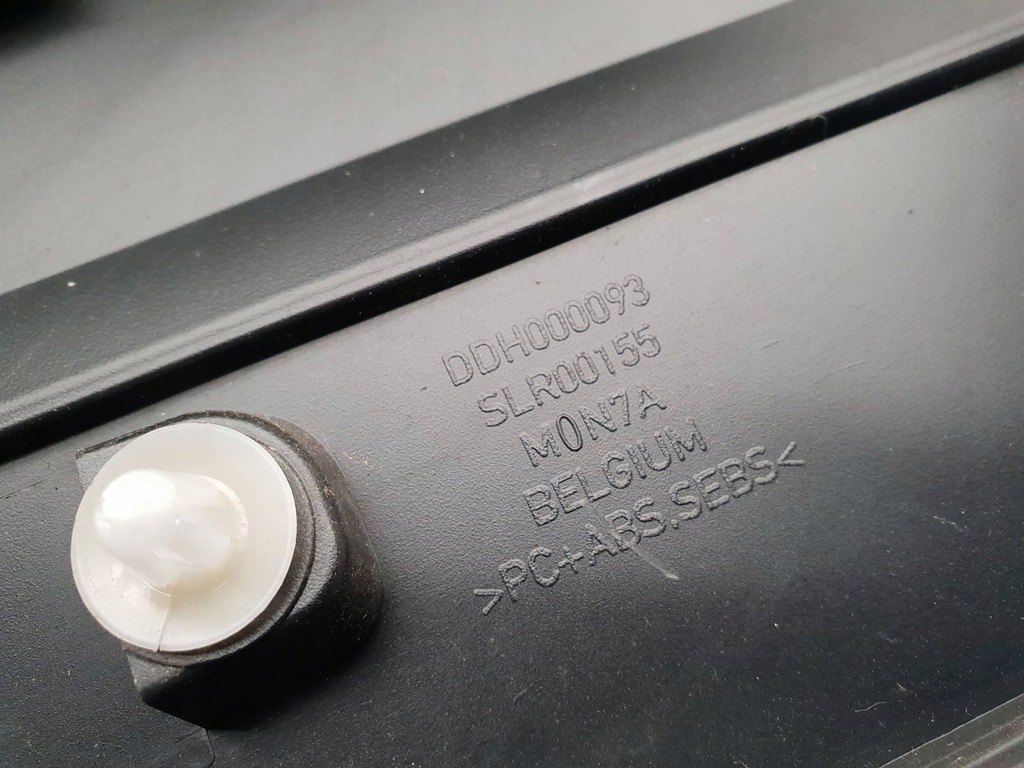 DDH000093
SLR00155
M0N7A
BELGIUM
>PC+ABS.SEBS<